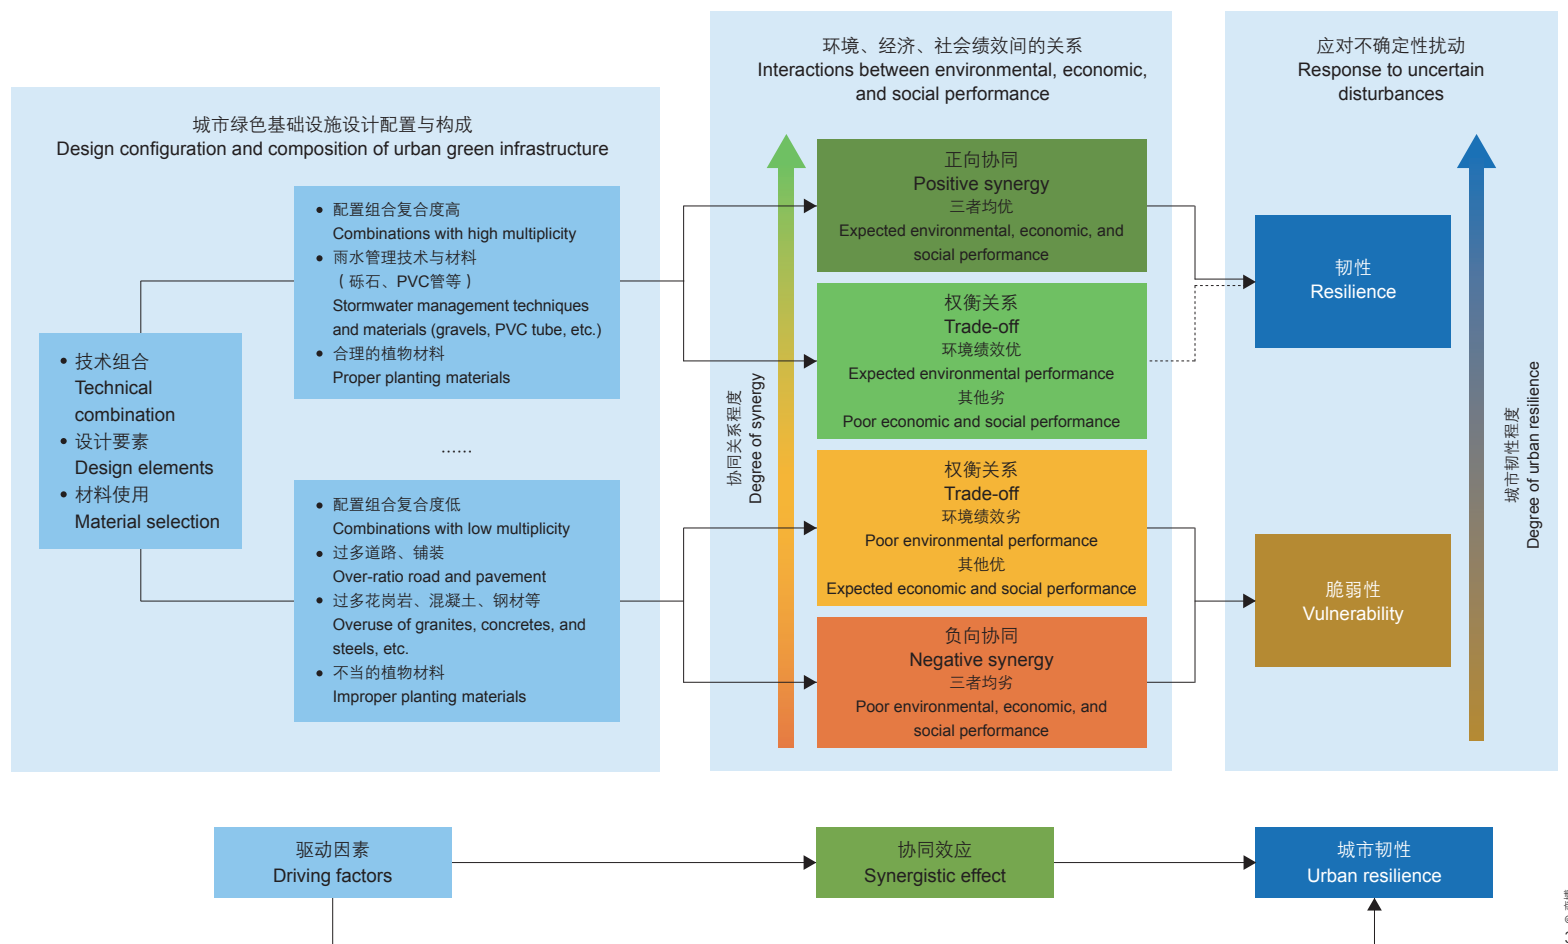 城市绿色基础设施设计配置与构成
Design configuration and composition of urban green infrastructure
• 技术组合
Technical
combination
• 设计要素
Design elements
• 材料使用
Material selection
• 配置组合复合度高
Combinations with high multiplicity
• 雨水管理技术与材料
（砾石、PVC管等）
Stormwater management techniques
and materials (gravels, PVC tube, etc.)
• 合理的植物材料
Proper planting materials
......
• 配置组合复合度低
Combinations with low multiplicity
• 过多道路、铺装
Over-ratio road and pavement
• 过多花岗岩、混凝土、钢材等
Overuse of granites, concretes, and
steels, etc.
• 不当的植物材料
Improper planting materials
环境、经济、社会绩效间的关系
Interactions between environmental, economic,
and social performance
协同关系程度
Degree of synergy
正向协同
Positive synergy
三者均优
Expected environmental, economic, and
social performance
权衡关系
Trade-off
环境绩效优
Expected environmental performance
其他劣
Poor economic and social performance
权衡关系
Trade-off
环境绩效劣
Poor environmental performance
其他优
Expected economic and social performance
负向协同
Negative synergy
三者均劣
Poor environmental, economic, and
social performance
应对不确定性扰动
Response to uncertain
disturbances
韧性
Resilience
脆弱性
Vulnerability
城市韧性程度
Degree of urban resilience
驱动因素
Driving factors
协同效应
Synergistic effect
城市韧性
Urban resilience